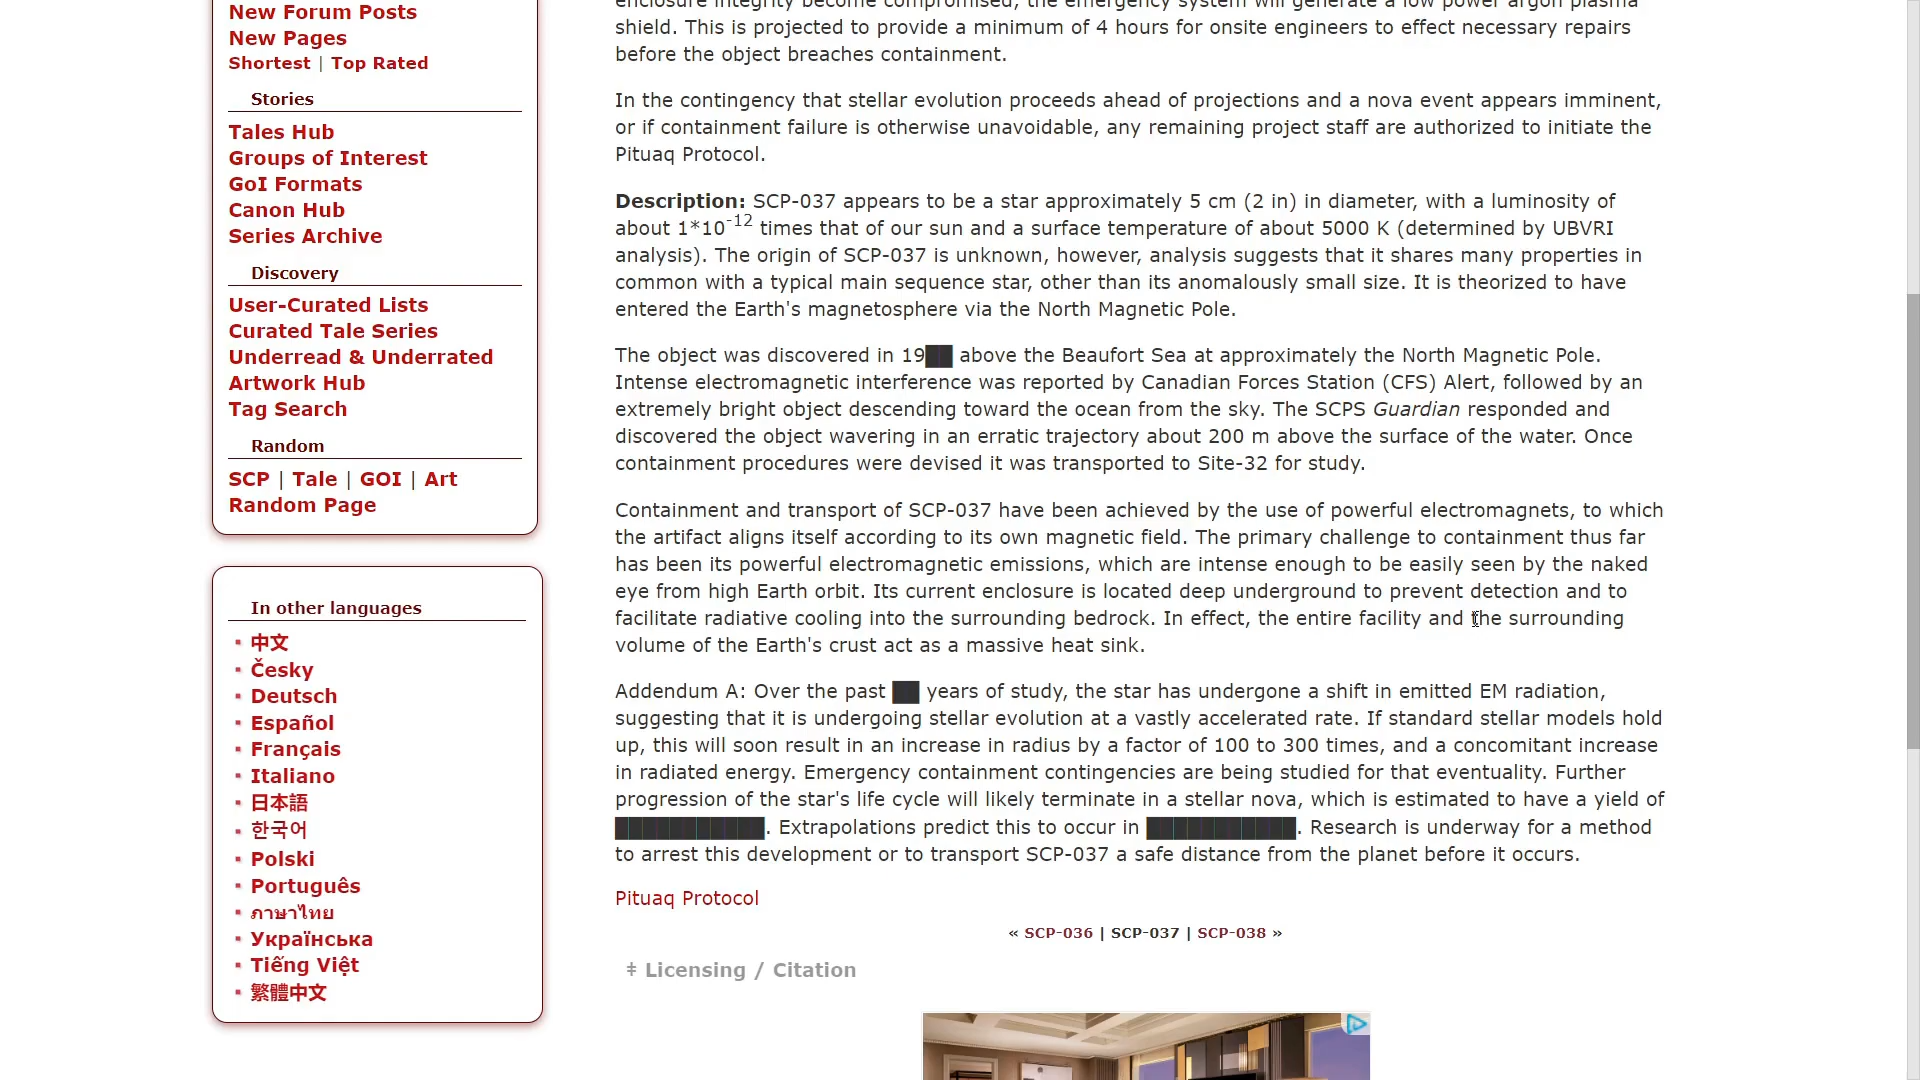 New Forum Posts
New Pages
Shortest | Top Rated
Stories
Tales Hub
Groups of Interest
GoI Formats
Canon Hub
Series Archive
Discovery
User-Curated Lists
Curated Tale Series
Underread & Underrated
Artwork Hub
Tag Search
Random
SCP | Tale | GOI | Art
Random Page
In other languages
中文
Česky
Deutsch
Español
Français
Italiano
日本語
한국어
Polski
Português
ภาษาไทย
Українська
Tiếng Việt
繁體中文
enclosure integrity become compromised, the emergency system will generate a low power argon plasma
shield. This is projected to provide a minimum of 4 hours for onsite engineers to effect necessary repairs
before the object breaches containment.
In the contingency that stellar evolution proceeds ahead of projections and a nova event appears imminent,
or if containment failure is otherwise unavoidable, any remaining project staff are authorized to initiate the
Pituaq Protocol.
Description: SCP-037 appears to be a star approximately 5 cm (2 in) in diameter, with a luminosity of
about 1*10-12 times that of our sun and a surface temperature of about 5000 K (determined by UBVRI
analysis). The origin of SCP-037 is unknown, however, analysis suggests that it shares many properties in
common with a typical main sequence star, other than its anomalously small size. It is theorized to have
entered the Earth's magnetosphere via the North Magnetic Pole.
The object was discovered in 19██ above the Beaufort Sea at approximately the North Magnetic Pole.
Intense electromagnetic interference was reported by Canadian Forces Station (CFS) Alert, followed by an
extremely bright object descending toward the ocean from the sky. The SCPS Guardian responded and
discovered the object wavering in an erratic trajectory about 200 m above the surface of the water. Once
containment procedures were devised it was transported to Site-32 for study.
Containment and transport of SCP-037 have been achieved by the use of powerful electromagnets, to which
the artifact aligns itself according to its own magnetic field. The primary challenge to containment thus far
has been its powerful electromagnetic emissions, which are intense enough to be easily seen by the naked
eye from high Earth orbit. Its current enclosure is located deep underground to prevent detection and to
facilitate radiative cooling into the surrounding bedrock. In effect, the entire facility and the surrounding
volume of the Earth's crust act as a massive heat sink.
Addendum A: Over the past ██ years of study, the star has undergone a shift in emitted EM radiation,
suggesting that it is undergoing stellar evolution at a vastly accelerated rate. If standard stellar models hold
up, this will soon result in an increase in radius by a factor of 100 to 300 times, and a concomitant increase
in radiated energy. Emergency containment contingencies are being studied for that eventuality. Further
progression of the star's life cycle will likely terminate in a stellar nova, which is estimated to have a yield of
███████████. Extrapolations predict this to occur in ███████████. Research is underway for a method
to arrest this development or to transport SCP-037 a safe distance from the planet before it occurs.
Pituaq Protocol
« SCP-036 | SCP-037 | SCP-038 »
‡ Licensing / Citation